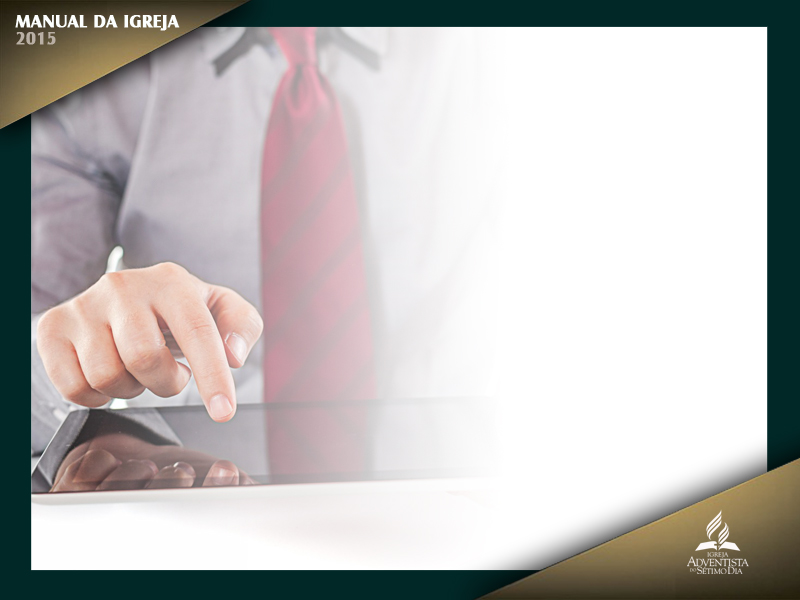 MANUAL DA IGREJA
2015
IGREJA
ADVENTISTA
DO SÉTIMO DIA